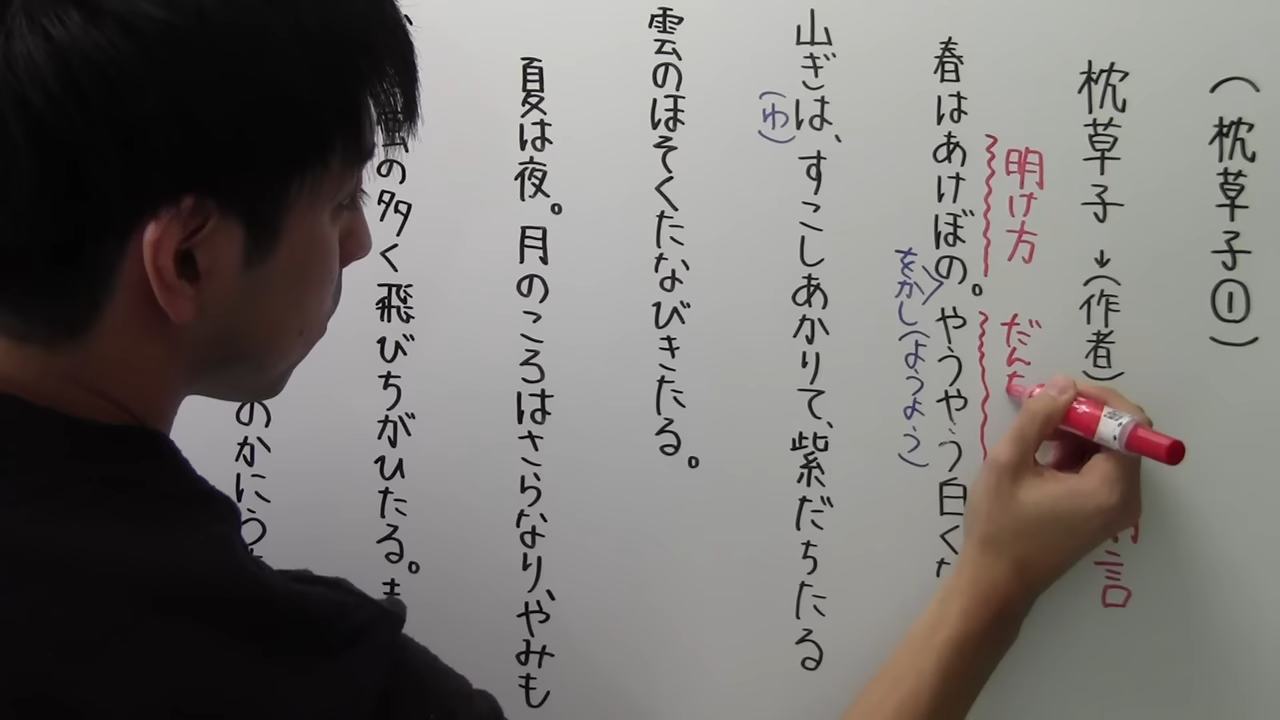 （枕草子①）
枕草子→（作者）
言
明け方 だんち
春はあけぼの。やうやう白く
をかし（ようよう）
山ぎは、すこしあかりて、紫だちたる
（わ）
雲のほそくたなびきたる。
夏は夜。月のころはさらなり、やみも
の多く飛びちがひたる。ま
のかにう